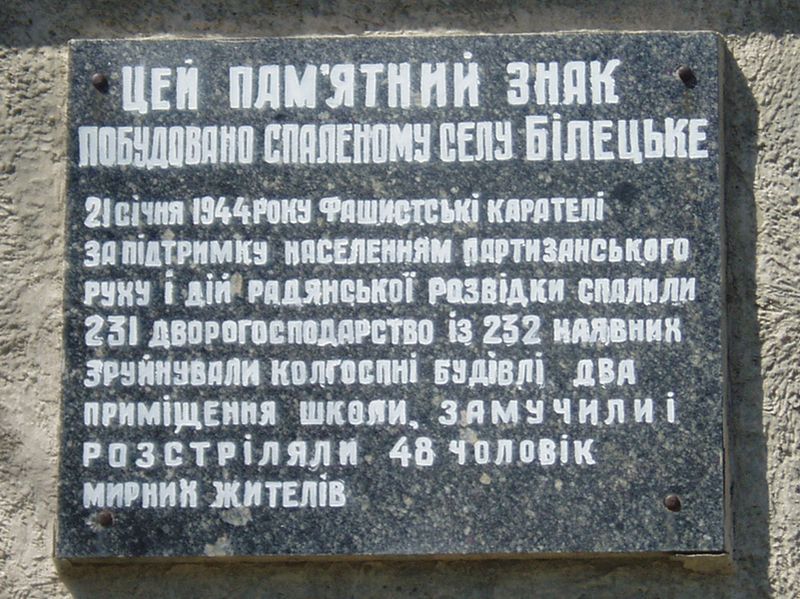 ЦЕЙ ПАМ'ЯТНИЙ ЗНАК
ПОБУДОВАНО СПАЛЕНОМУ СЕЛУ БІЛЕЦЬКЕ
21 СІЧНЯ 1944 РОКУ ФАШИСТСЬКІ КАРАТЕЛІ
ЗА ПІДТРИМКУ НАСЕЛЕННЯМ ПАРТИЗАНСЬКОГО
РУХУ І ДІЙ РАДЯНСЬКОЇ РОЗВІДКИ СПАЛИЛИ
231 ДВОРОГОСПОДАРСТВО ІЗ 232 НАЯВНИХ
ЗРУЙНУВАЛИ КОЛГОСПНІ БУДІВЛІ ДВА
ПРИМІЩЕННЯ ШКОЛИ, ЗАМУЧИЛИ І
РОЗСТРІЛЯЛИ 48 ЧОЛОВІК
МИРНИХ ЖИТЕЛІВ